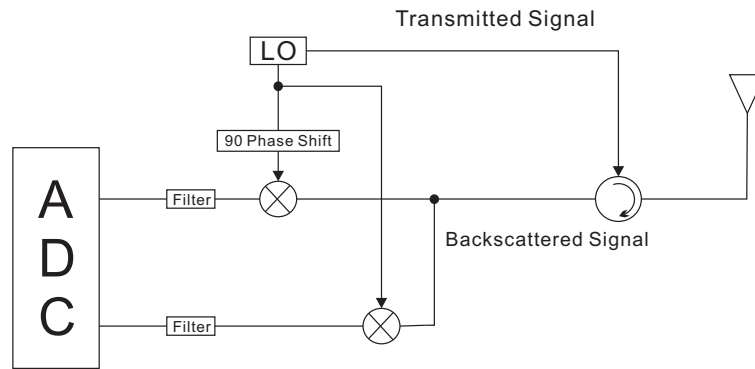 Transmitted Signal
LO
90 Phase Shift
A
D
C
Filter
Backscattered Signal
Filter